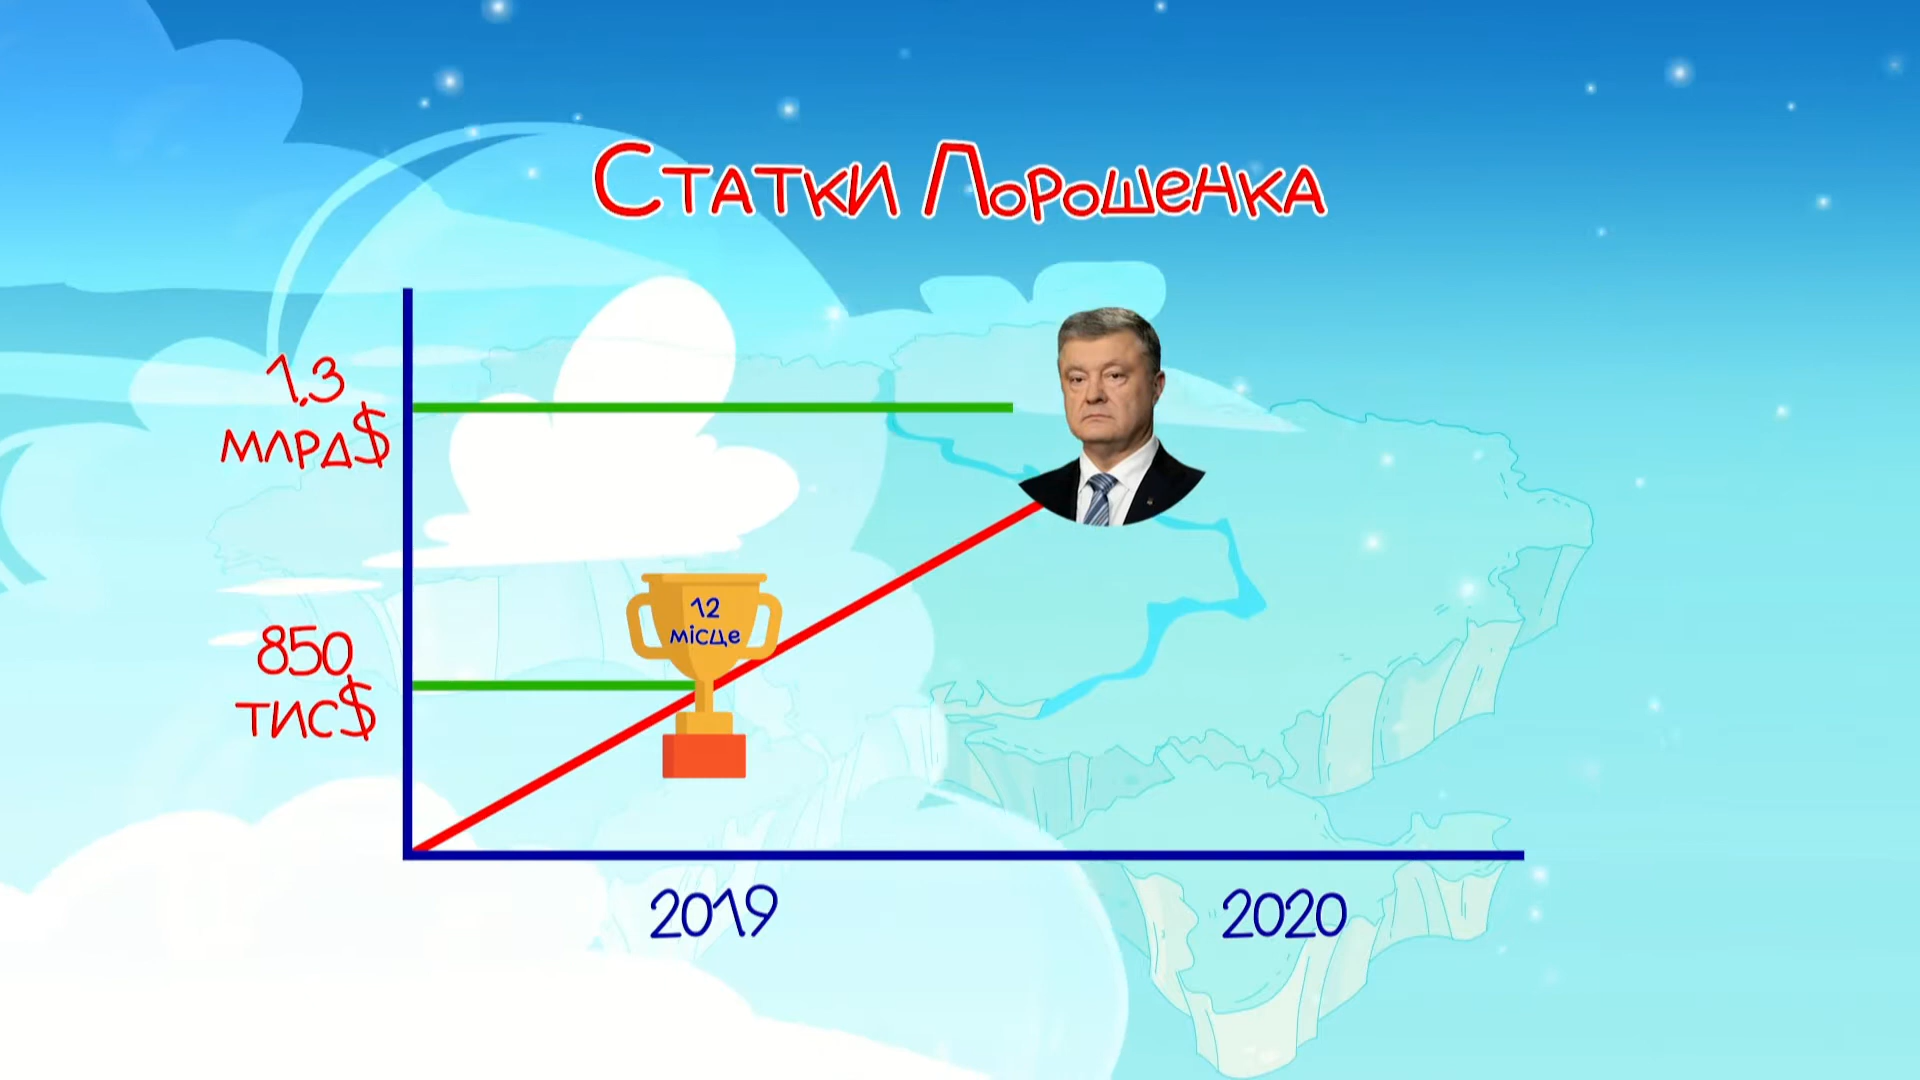 Статки Порошенка
1,3
млрд$
12
місце
850
тис$
2019
2020